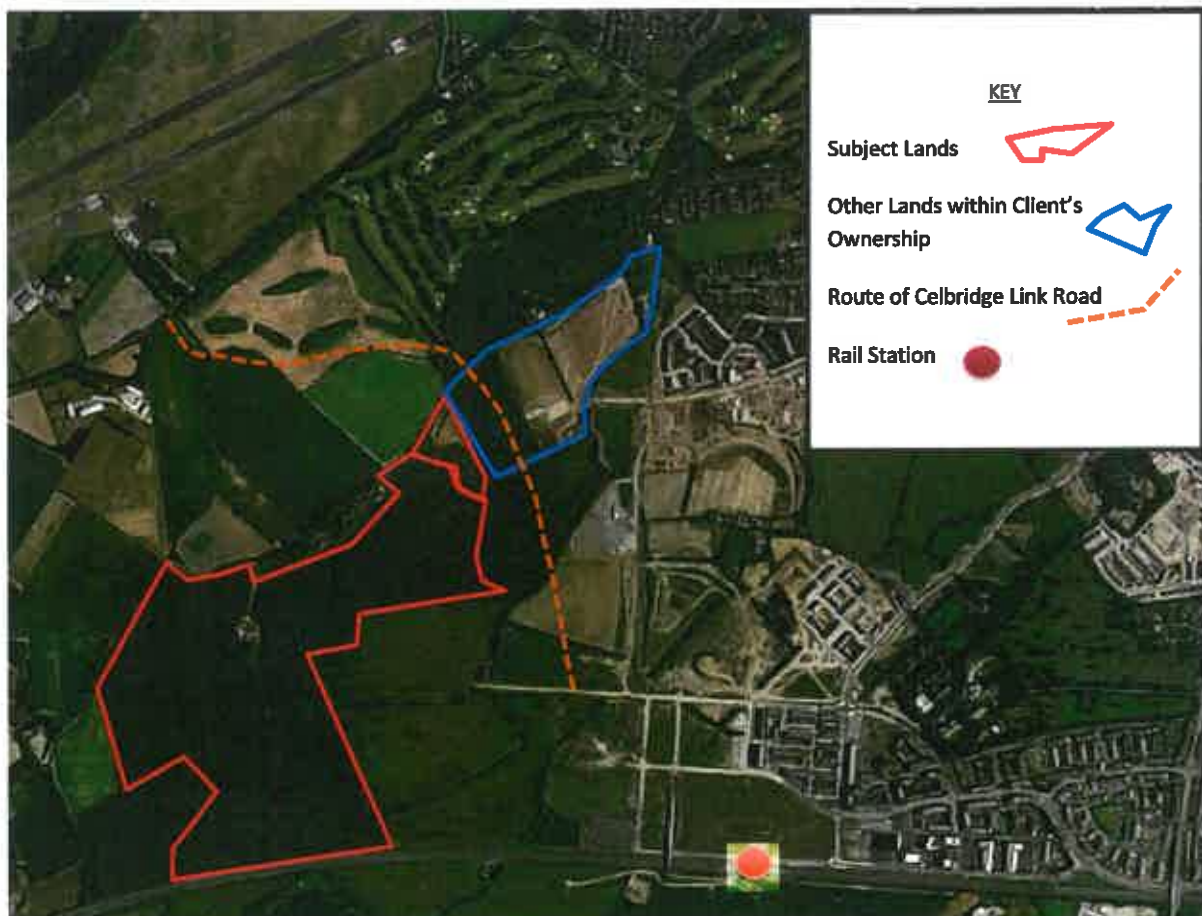 KEY
Subject Lands
Other Lands within Client's
Ownership
Route of Celbridge Link Road
Rail Station